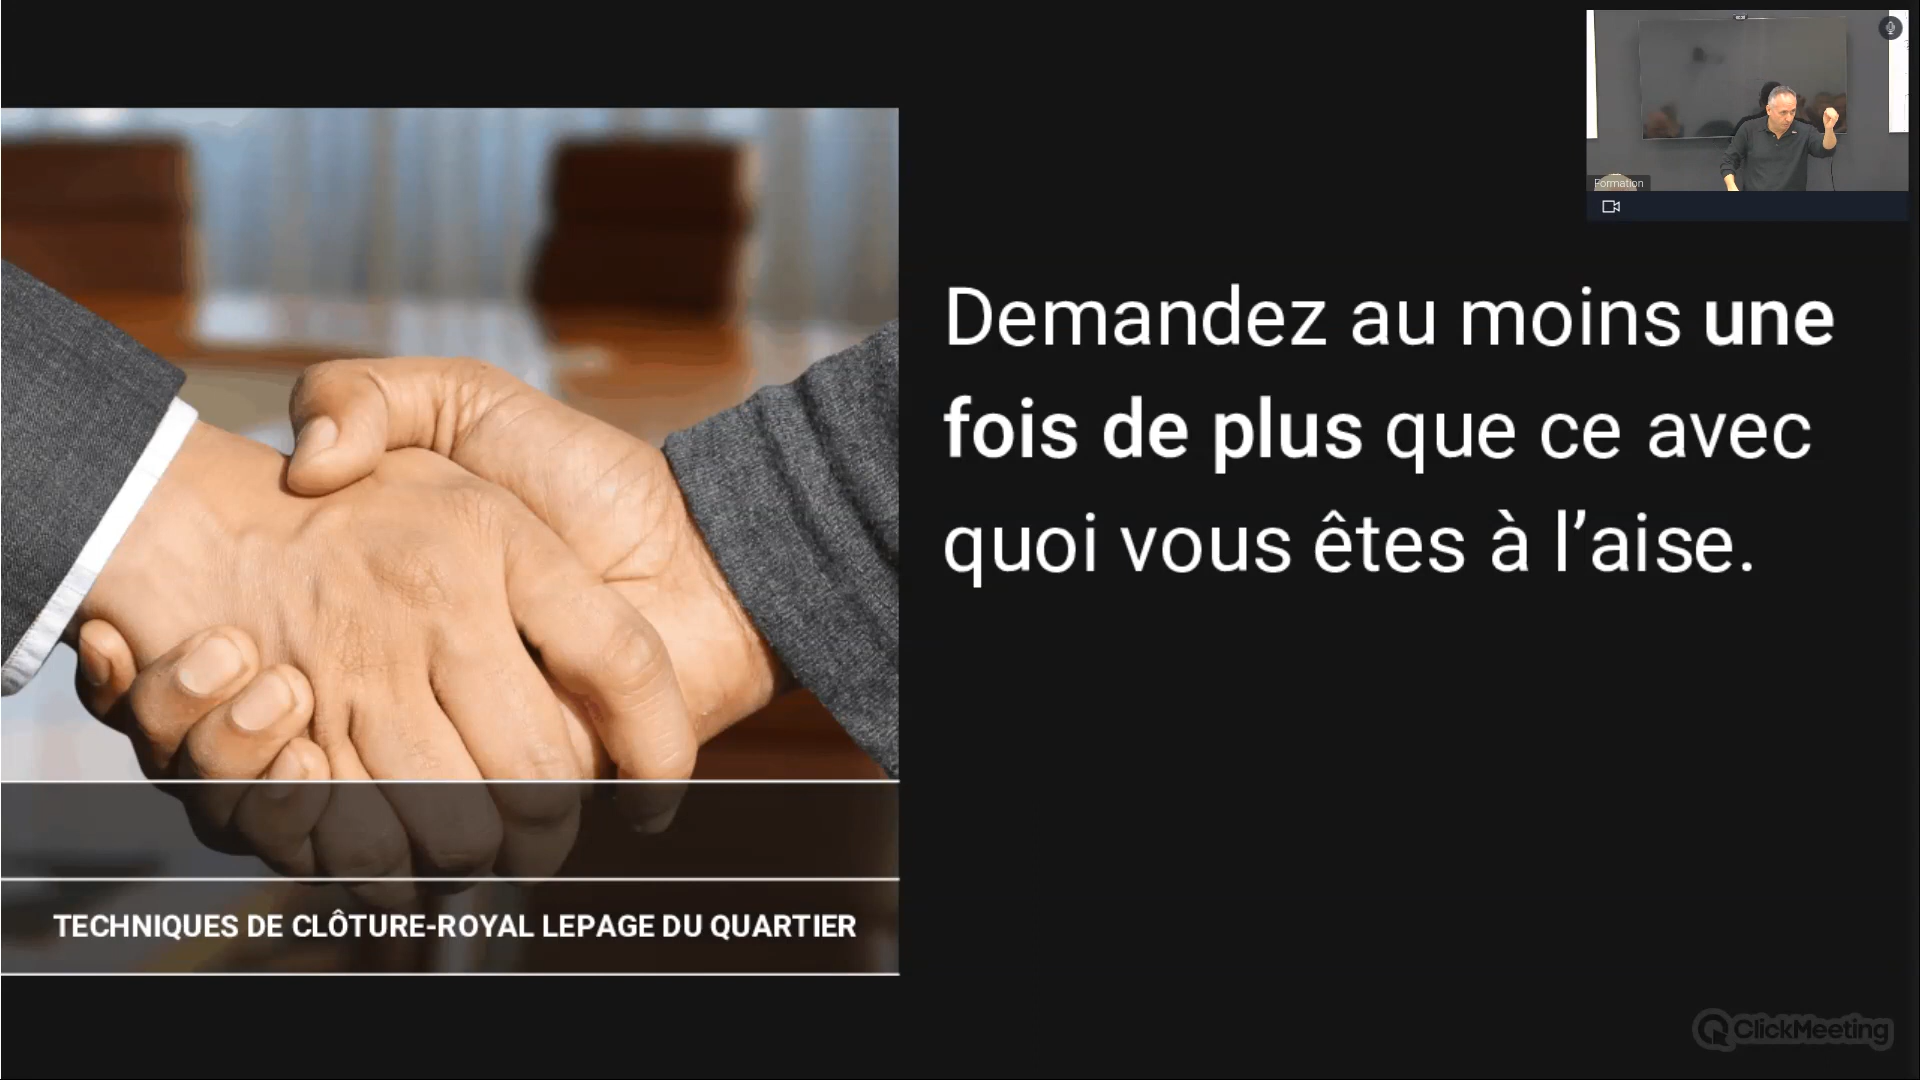 Formation
Demandez au moins une
fois de plus que ce avec
quoi vous êtes à l’aise.
TECHNIQUES DE CLÔTURE-ROYAL LEPAGE DU QUARTIER
ClickMeeting